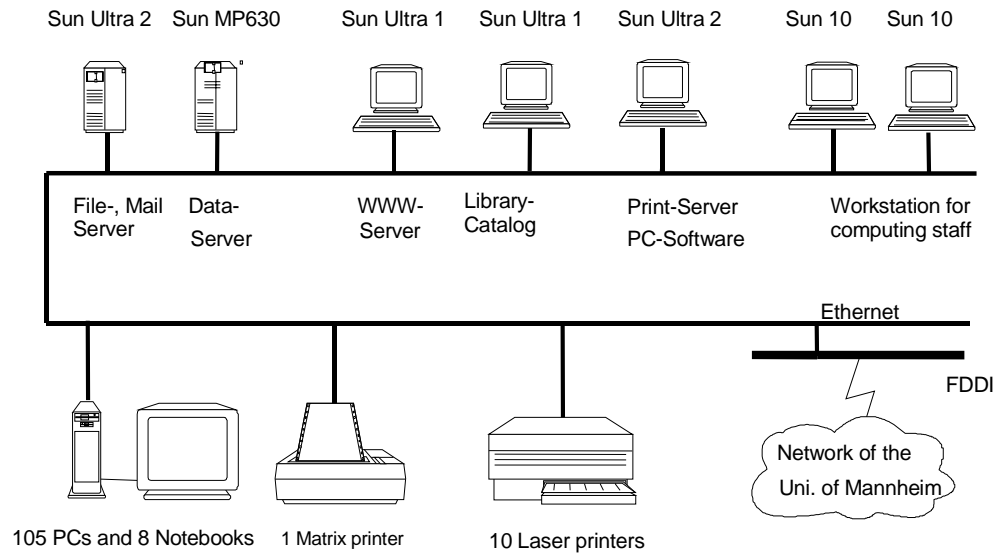 Sun Ultra 2 Sun MP630 Sun Ultra 1 Sun Ultra 1 Sun Ultra 2 Sun 10 Sun 10
File-, Mail
Server
Data-
Server
WWW-
Server
Library-
Catalog
Print-Server
PC-Software
Workstation for
computing staff
Ethernet
FDDI
Network of the
Uni. of Mannheim
105 PCs and 8 Notebooks
1 Matrix printer
10 Laser printers